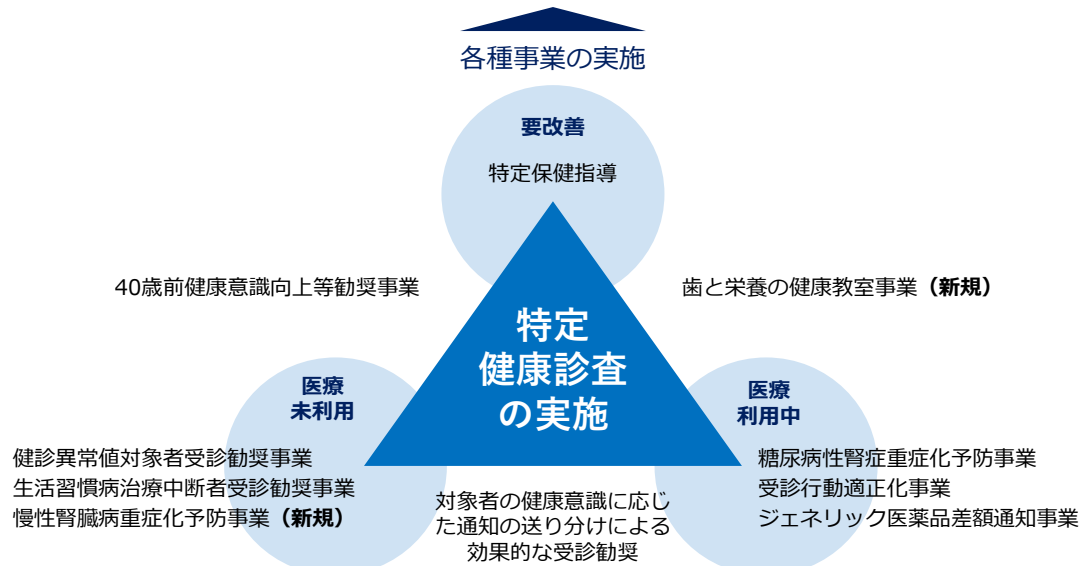 各種事業の実施
要改善
特定保健指導
40歳前健康意識向上等勧奨事業
歯と栄養の健康教室事業（新規）
特定
健康診査
の実施
医療
未利用
健診異常値対象者受診勧奨事業
生活習慣病治療中断者受診勧奨事業
慢性腎臓病重症化予防事業（新規）
対象者の健康意識に応じ
た通知の送り分けによる
効果的な受診勧奨
医療
利用中
糖尿病性腎症重症化予防事業
受診行動適正化事業
ジェネリック医薬品差額通知事業